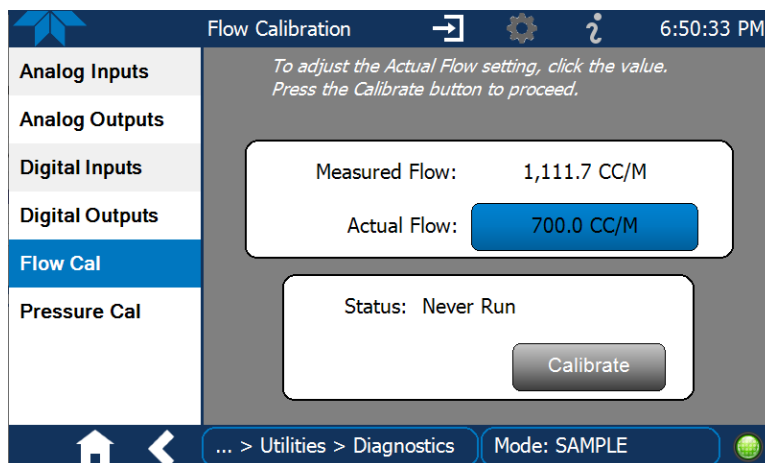 Flow Calibration
6:50:33 PM
Analog Inputs
Analog Outputs
Digital Inputs
Digital Outputs
Flow Cal
Pressure Cal
To adjust the Actual Flow setting, click the value.
Press the Calibrate button to proceed.
Measured Flow: 1,111.7 CC/M
Actual Flow: 700.0 CC/M
Status: Never Run
Calibrate
... > Utilities > Diagnostics
Mode: SAMPLE